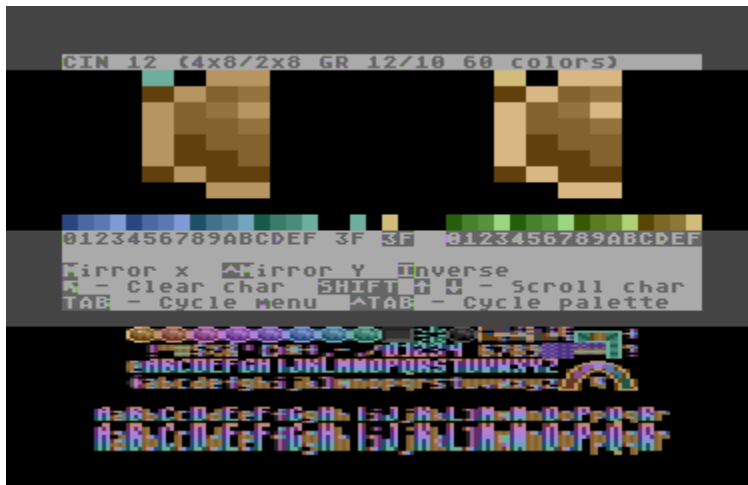 CIN 12 (4x8/2x8 GR 12/10 60 colors)
0123456789ABCDEF 3F 3F 0123456789ABCDEF
Mirror x ^Mirror Y Inverse
- Clear char SHIFT ↑ ↓ - Scroll char
TAB - Cycle menu ^TAB - Cycle palette
@ABCDEFGHIJKLMNOPQRSTUVWXYZ
abcdefghijklmnopqrstuvwxyz
AaBbCcDdEeFfGgHhIiJjKkLlMmNnOoPpQqRr
AaBbCcDdEeFfGgHhIiJjKkLlMmNnOoPpQqRr